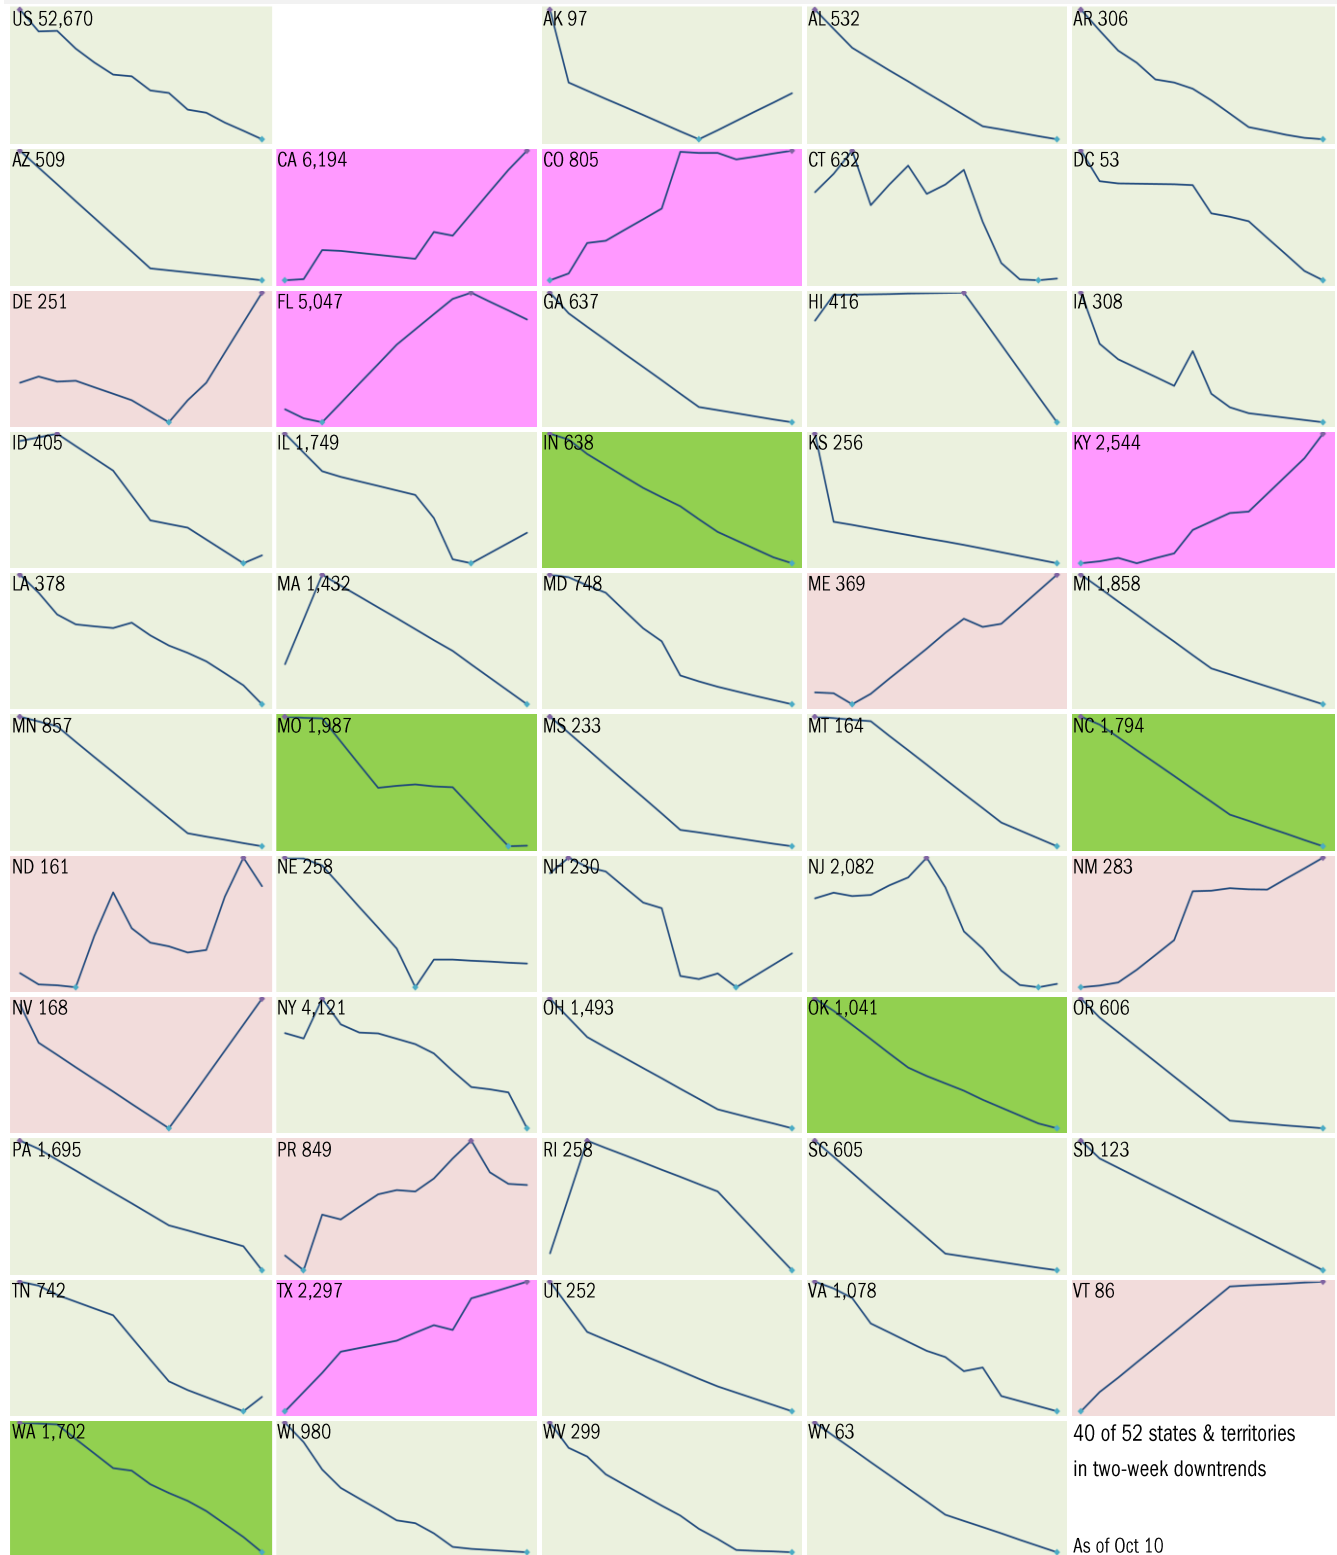 US 52,670
AK 97
AL 532
AR 306
AZ 509
CA 6,194
CO 805
CT 632
DC 53
DE 251
FL 5,047
GA 637
HI 416
IA 308
ID 405
IL 1,749
IN 638
KS 256
KY 2,544
LA 378
MA 1,432
MD 748
ME 369
MI 1,858
MN 857
MO 1,987
MS 233
MT 164
NC 1,794
ND 161
NE 258
NH 230
NJ 2,082
NM 283
NV 168
NY 4,121
OH 1,493
OK 1,041
OR 606
PA 1,695
PR 849
RI 258
SC 605
SD 123
TN 742
TX 2,297
UT 252
VA 1,078
VT 86
WA 1,702
WI 980
WV 299
WY 63
40 of 52 states & territories
in two-week downtrends
As of Oct 10